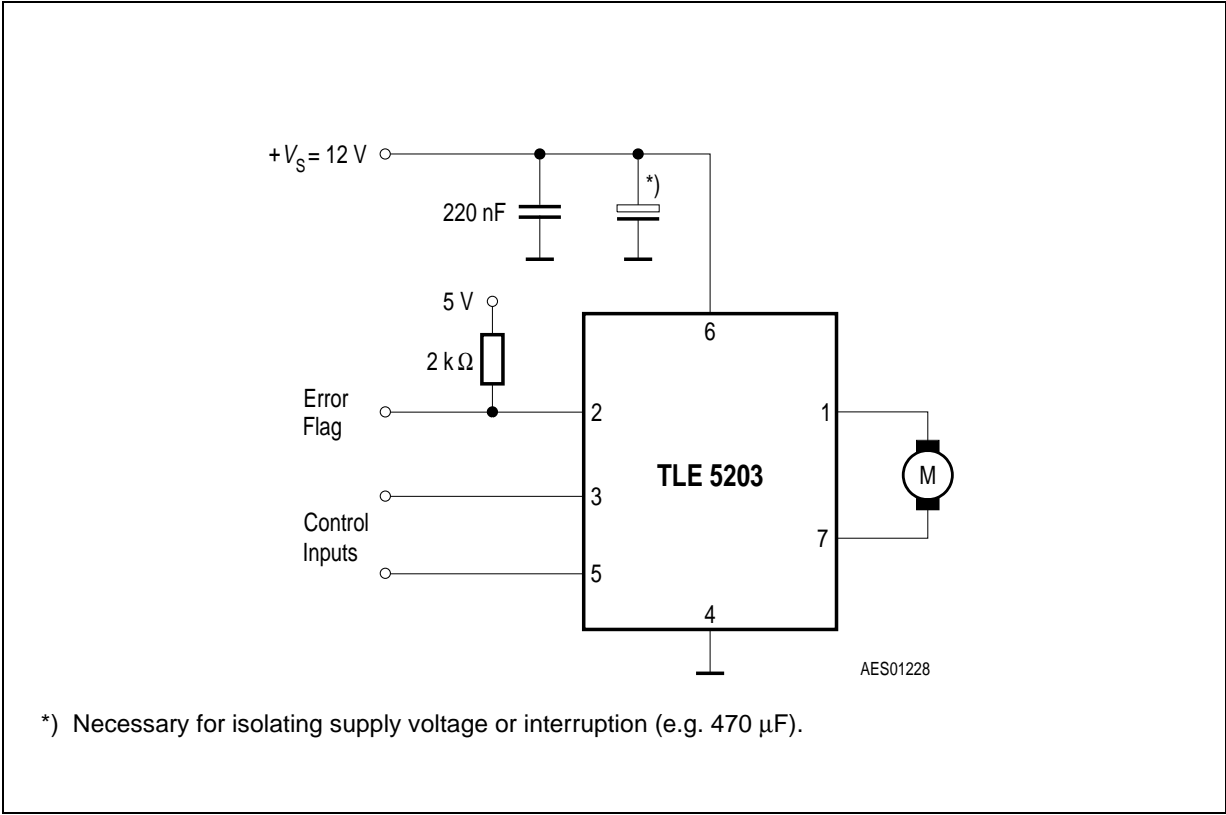 +VS= 12 V
*)
220 nF
5 V
6
2 k Ω
Error
Flag
2
1
TLE 5203
M
3
Control
Inputs
7
5
4
AES01228
*) Necessary for isolating supply voltage or interruption (e.g. 470 μF).